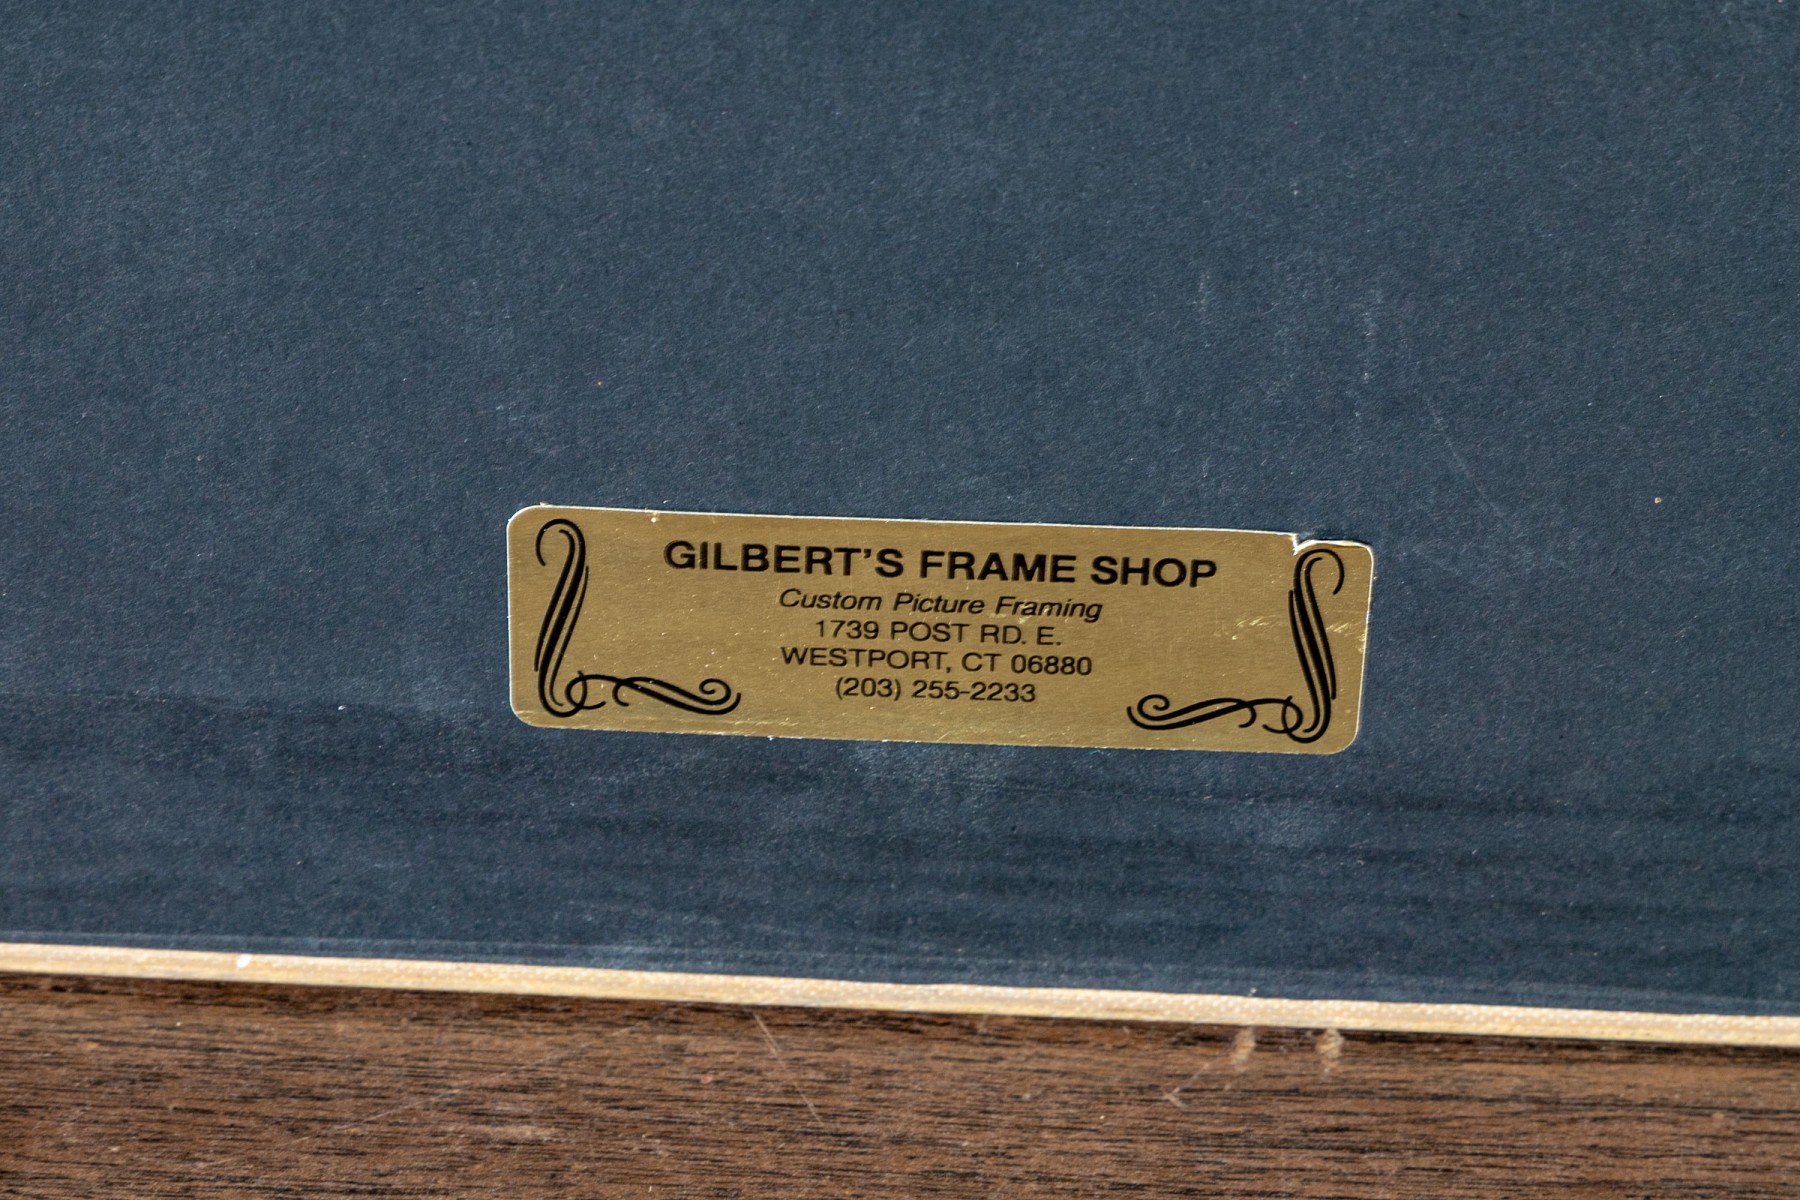 GILBERT'S FRAME SHOP
Custom Picture Framing
1739 POST RD. E.
WESTPORT, CT 06880
(203) 255-2233